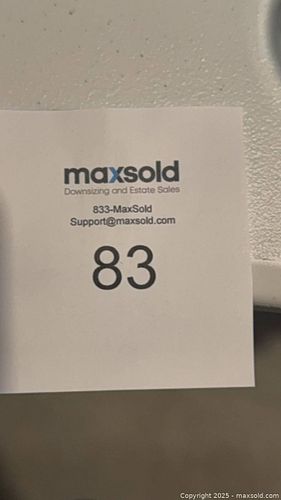 maxsold
Downsizing and Estate Sales
833-MaxSold
Support@maxsold.com
83
Copyright 2025 - maxsold.com